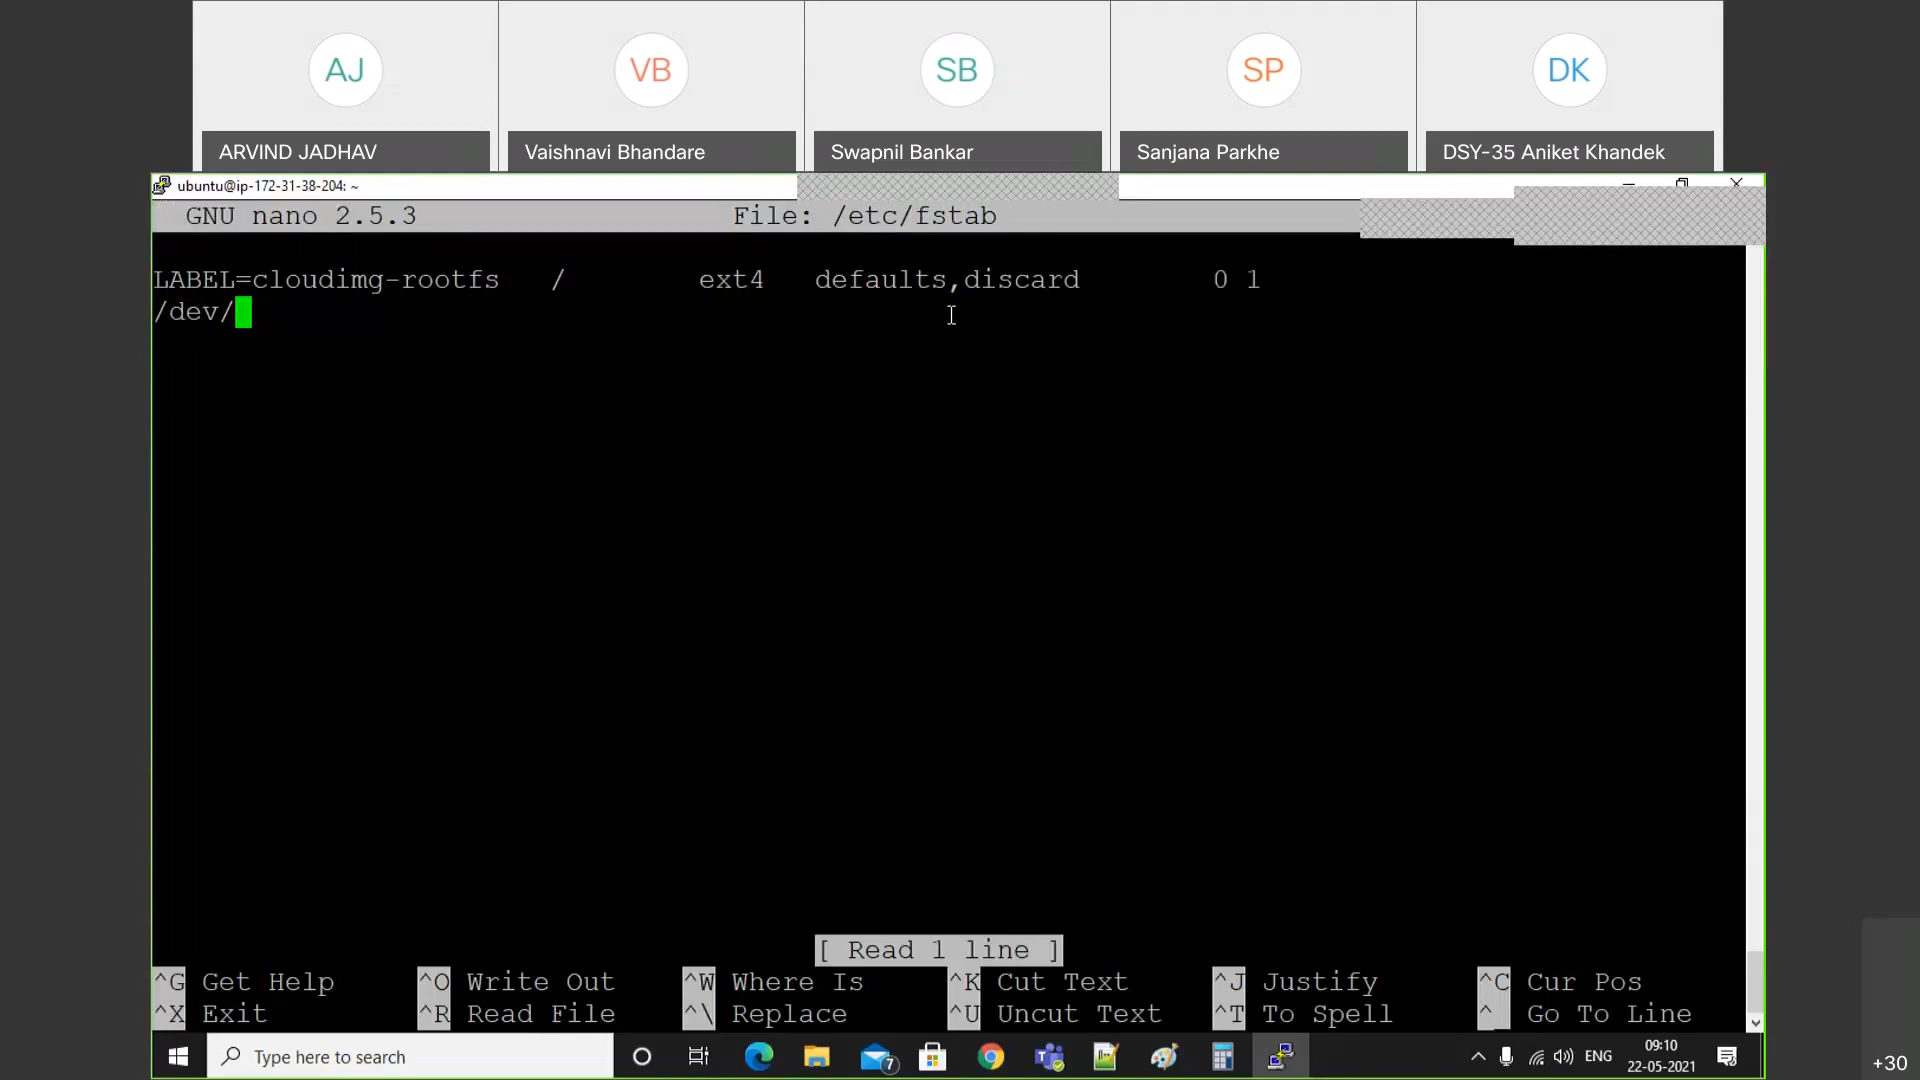 AJ VB SB SP DK
ARVIND JADHAV Vaishnavi Bhandare Swapnil Bankar Sanjana Parkhe DSY-35 Aniket Khandek
ubuntu@ip-172-31-38-204: ~
GNU nano 2.5.3 File: /etc/fstab
LABEL=cloudimg-rootfs / ext4 defaults,discard 0 1
/dev/
[ Read 1 line ]
^G Get Help ^O Write Out ^W Where Is ^K Cut Text ^J Justify ^C Cur Pos
^X Exit ^R Read File ^\ Replace ^U Uncut Text ^T To Spell ^ Go To Line
Type here to search 7 ENG 09:10
22-05-2021
+30